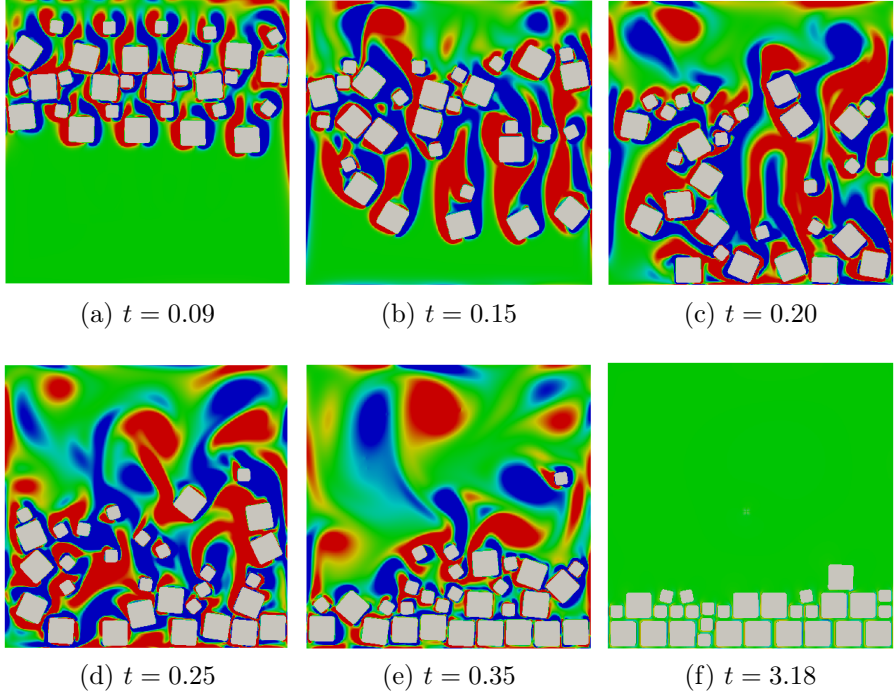 (a) t = 0.09 (b) t = 0.15 (c) t = 0.20
(d) t = 0.25 (e) t = 0.35 (f) t = 3.18